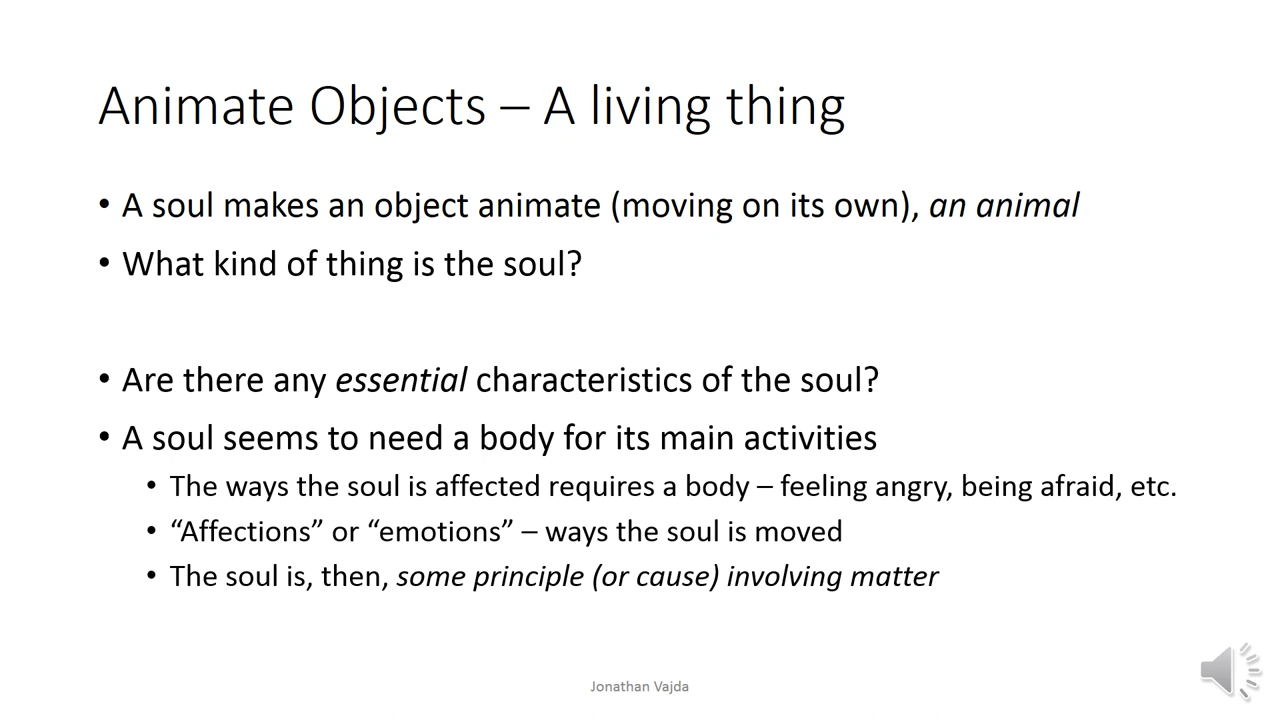 Animate Objects – A living thing
• A soul makes an object animate (moving on its own), an animal
• What kind of thing is the soul?
• Are there any essential characteristics of the soul?
• A soul seems to need a body for its main activities
• The ways the soul is affected requires a body – feeling angry, being afraid, etc.
• “Affections” or “emotions” – ways the soul is moved
• The soul is, then, some principle (or cause) involving matter
Jonathan Vajda